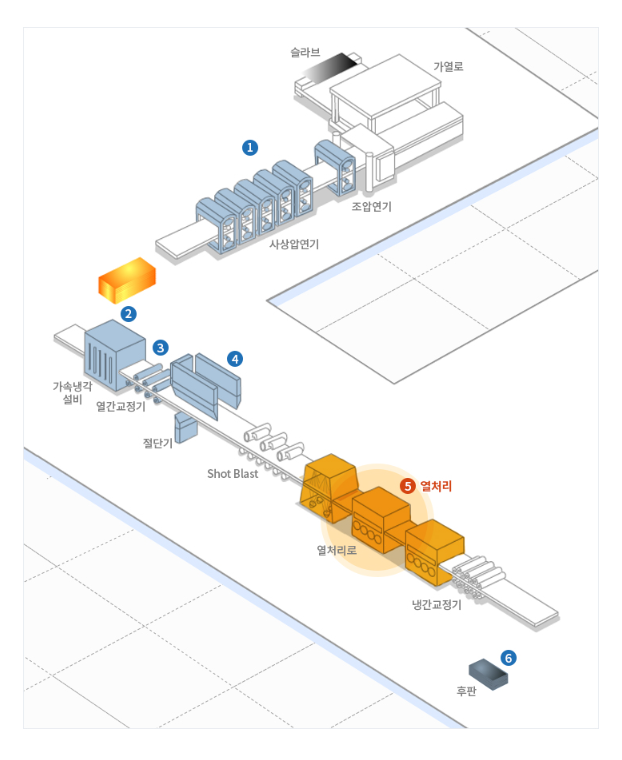 슬라브
가열로
1
조압연기
사상압연기
2
3
4
가속냉각
설비
열간교정기
절단기
Shot Blast
5 열처리
열처리로
냉간교정기
6
후판